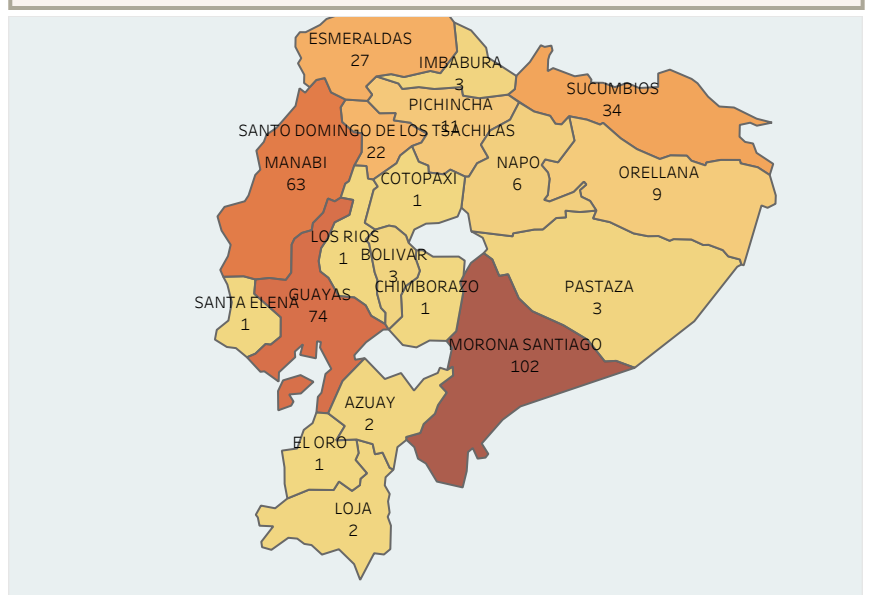 ESMERALDAS
27
IMBABURA
3
SUCUMBIOS
34
PICHINCHA
11
SANTO DOMINGO DE LOS TSACHILAS
22
MANABI
63
NAPO
6
ORELLANA
9
COTOPAXI
1
LOS RIOS
1
BOLIVAR
3
CHIMBORAZO
1
SANTA ELENA
1
GUAYAS
74
PASTAZA
3
MORONA SANTIAGO
102
AZUAY
2
EL ORO
1
LOJA
2